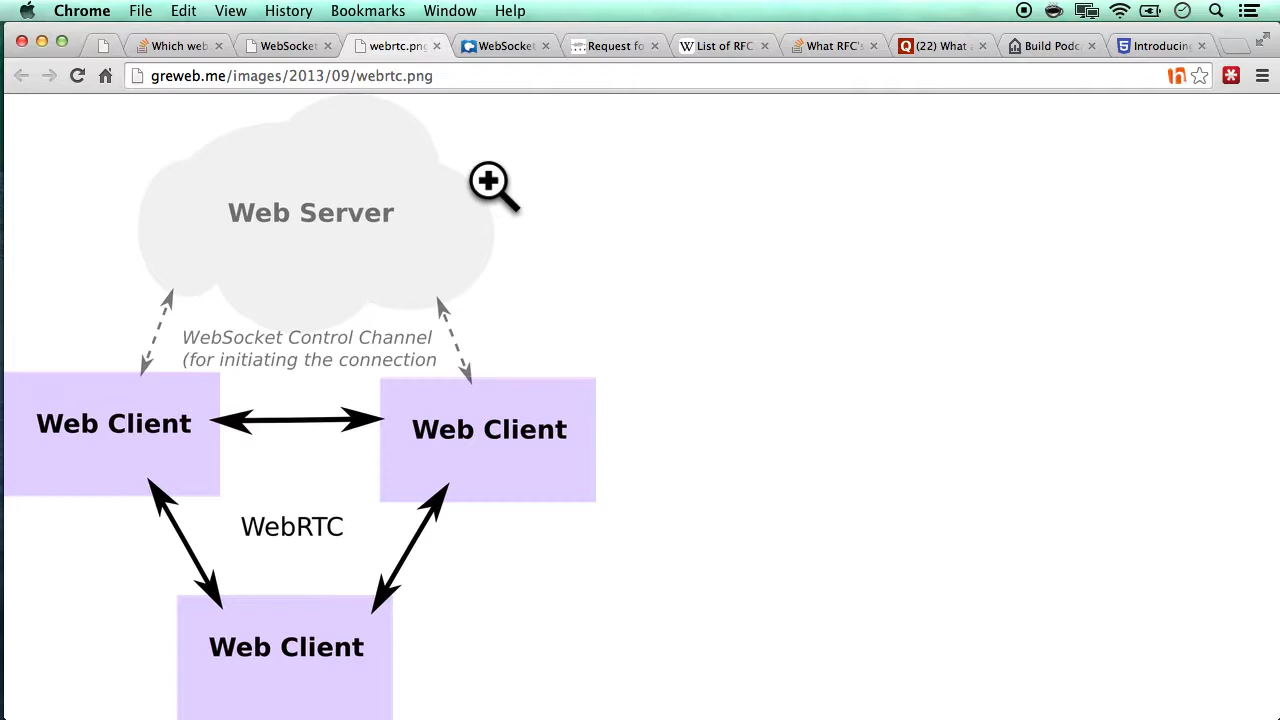 Chrome File Edit View History Bookmarks Window Help
Which web
WebSocket
webrtc.png
WebSocket
Request fo
List of RFC
What RFC's
(22) What a
Build Podc
Introducing
greweb.me/images/2013/09/webrtc.png
Web Server
WebSocket Control Channel
(for initiating the connection
Web Client
Web Client
WebRTC
Web Client